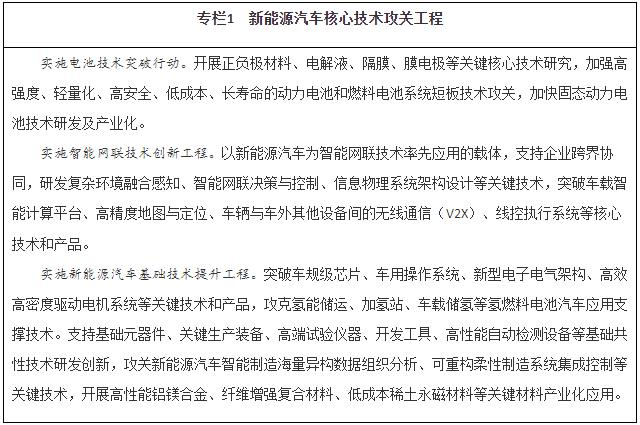 专栏1 新能源汽车核心技术攻关工程
实施电池技术突破行动。开展正负极材料、电解液、隔膜、膜电极等关键核心技术研究，加强高
强度、轻量化、高安全、低成本、长寿命的动力电池和燃料电池系统短板技术攻关，加快固态动力电
池技术研发及产业化。
实施智能网联技术创新工程。以新能源汽车为智能网联技术率先应用的载体，支持企业跨界协
同，研发复杂环境融合感知、智能网联决策与控制、信息物理系统架构设计等关键技术，突破车载智
能计算平台、高精度地图与定位、车辆与车外其他设备间的无线通信（V2X）、线控执行系统等核心
技术和产品。
实施新能源汽车基础技术提升工程。突破车规级芯片、车用操作系统、新型电子电气架构、高效
高密度驱动电机系统等关键技术和产品，攻克氢能储运、加氢站、车载储氢等氢燃料电池汽车应用支
撑技术。支持基础元器件、关键生产装备、高端试验仪器、开发工具、高性能自动检测设备等基础共
性技术研发创新，攻关新能源汽车智能制造海量异构数据组织分析、可重构柔性制造系统集成控制等
关键技术，开展高性能铝镁合金、纤维增强复合材料、低成本稀土永磁材料等关键材料产业化应用。